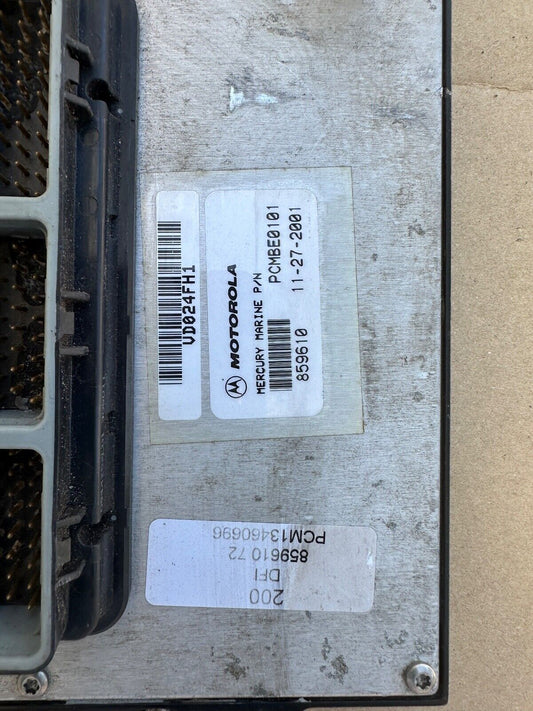 VD024FH1
MOTOROLA
MERCURY MARINE P/N
859610
PCMBE0101
11-27-2001
200
DFI
859610 72
PCM13460696